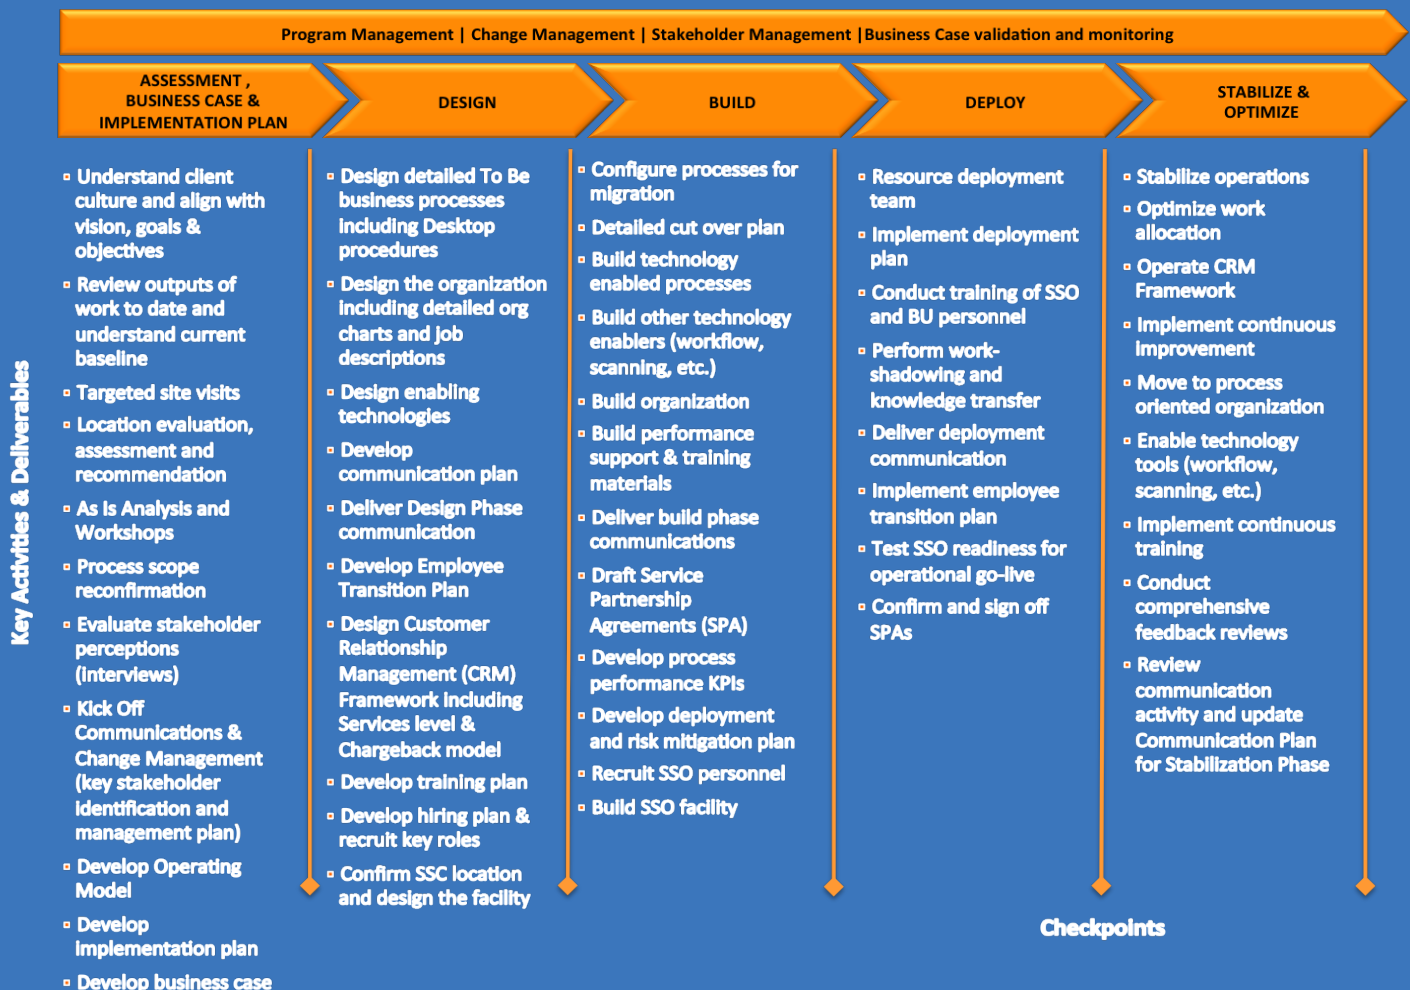 Program Management | Change Management | Stakeholder Management |Business Case validation and monitoring
ASSESSMENT ,
BUSINESS CASE &
IMPLEMENTATION PLAN
DESIGN
BUILD
DEPLOY
STABILIZE &
OPTIMIZE
Key Activities & Deliverables
Understand client
culture and align with
vision, goals &
objectives
Review outputs of
work to date and
understand current
baseline
Targeted site visits
Location evaluation,
assessment and
recommendation
As Is Analysis and
Workshops
Process scope
reconfirmation
Evaluate stakeholder
perceptions
(interviews)
Kick Off
Communications &
Change Management
(key stakeholder
identification and
management plan)
Develop Operating
Model
Develop
implementation plan
Develop business case
Design detailed To Be
business processes
including Desktop
procedures
Design the organization
including detailed org
charts and job
descriptions
Design enabling
technologies
Develop
communication plan
Deliver Design Phase
communication
Develop Employee
Transition Plan
Design Customer
Relationship
Management (CRM)
Framework including
Services level &
Chargeback model
Develop training plan
Develop hiring plan &
recruit key roles
Confirm SSC location
and design the facility
Configure processes for
migration
Detailed cut over plan
Build technology
enabled processes
Build other technology
enablers (workflow,
scanning, etc.)
Build organization
Build performance
support & training
materials
Deliver build phase
communications
Draft Service
Partnership
Agreements (SPA)
Develop process
performance KPIs
Develop deployment
and risk mitigation plan
Recruit SSO personnel
Build SSO facility
Resource deployment
team
Implement deployment
plan
Conduct training of SSO
and BU personnel
Perform work-
shadowing and
knowledge transfer
Deliver deployment
communication
Implement employee
transition plan
Test SSO readiness for
operational go-live
Confirm and sign off
SPAs
Stabilize operations
Optimize work
allocation
Operate CRM
Framework
Implement continuous
improvement
Move to process
oriented organization
Enable technology
tools (workflow,
scanning, etc.)
Implement continuous
training
Conduct
comprehensive
feedback reviews
Review
communication
activity and update
Communication Plan
for Stabilization Phase
Checkpoints